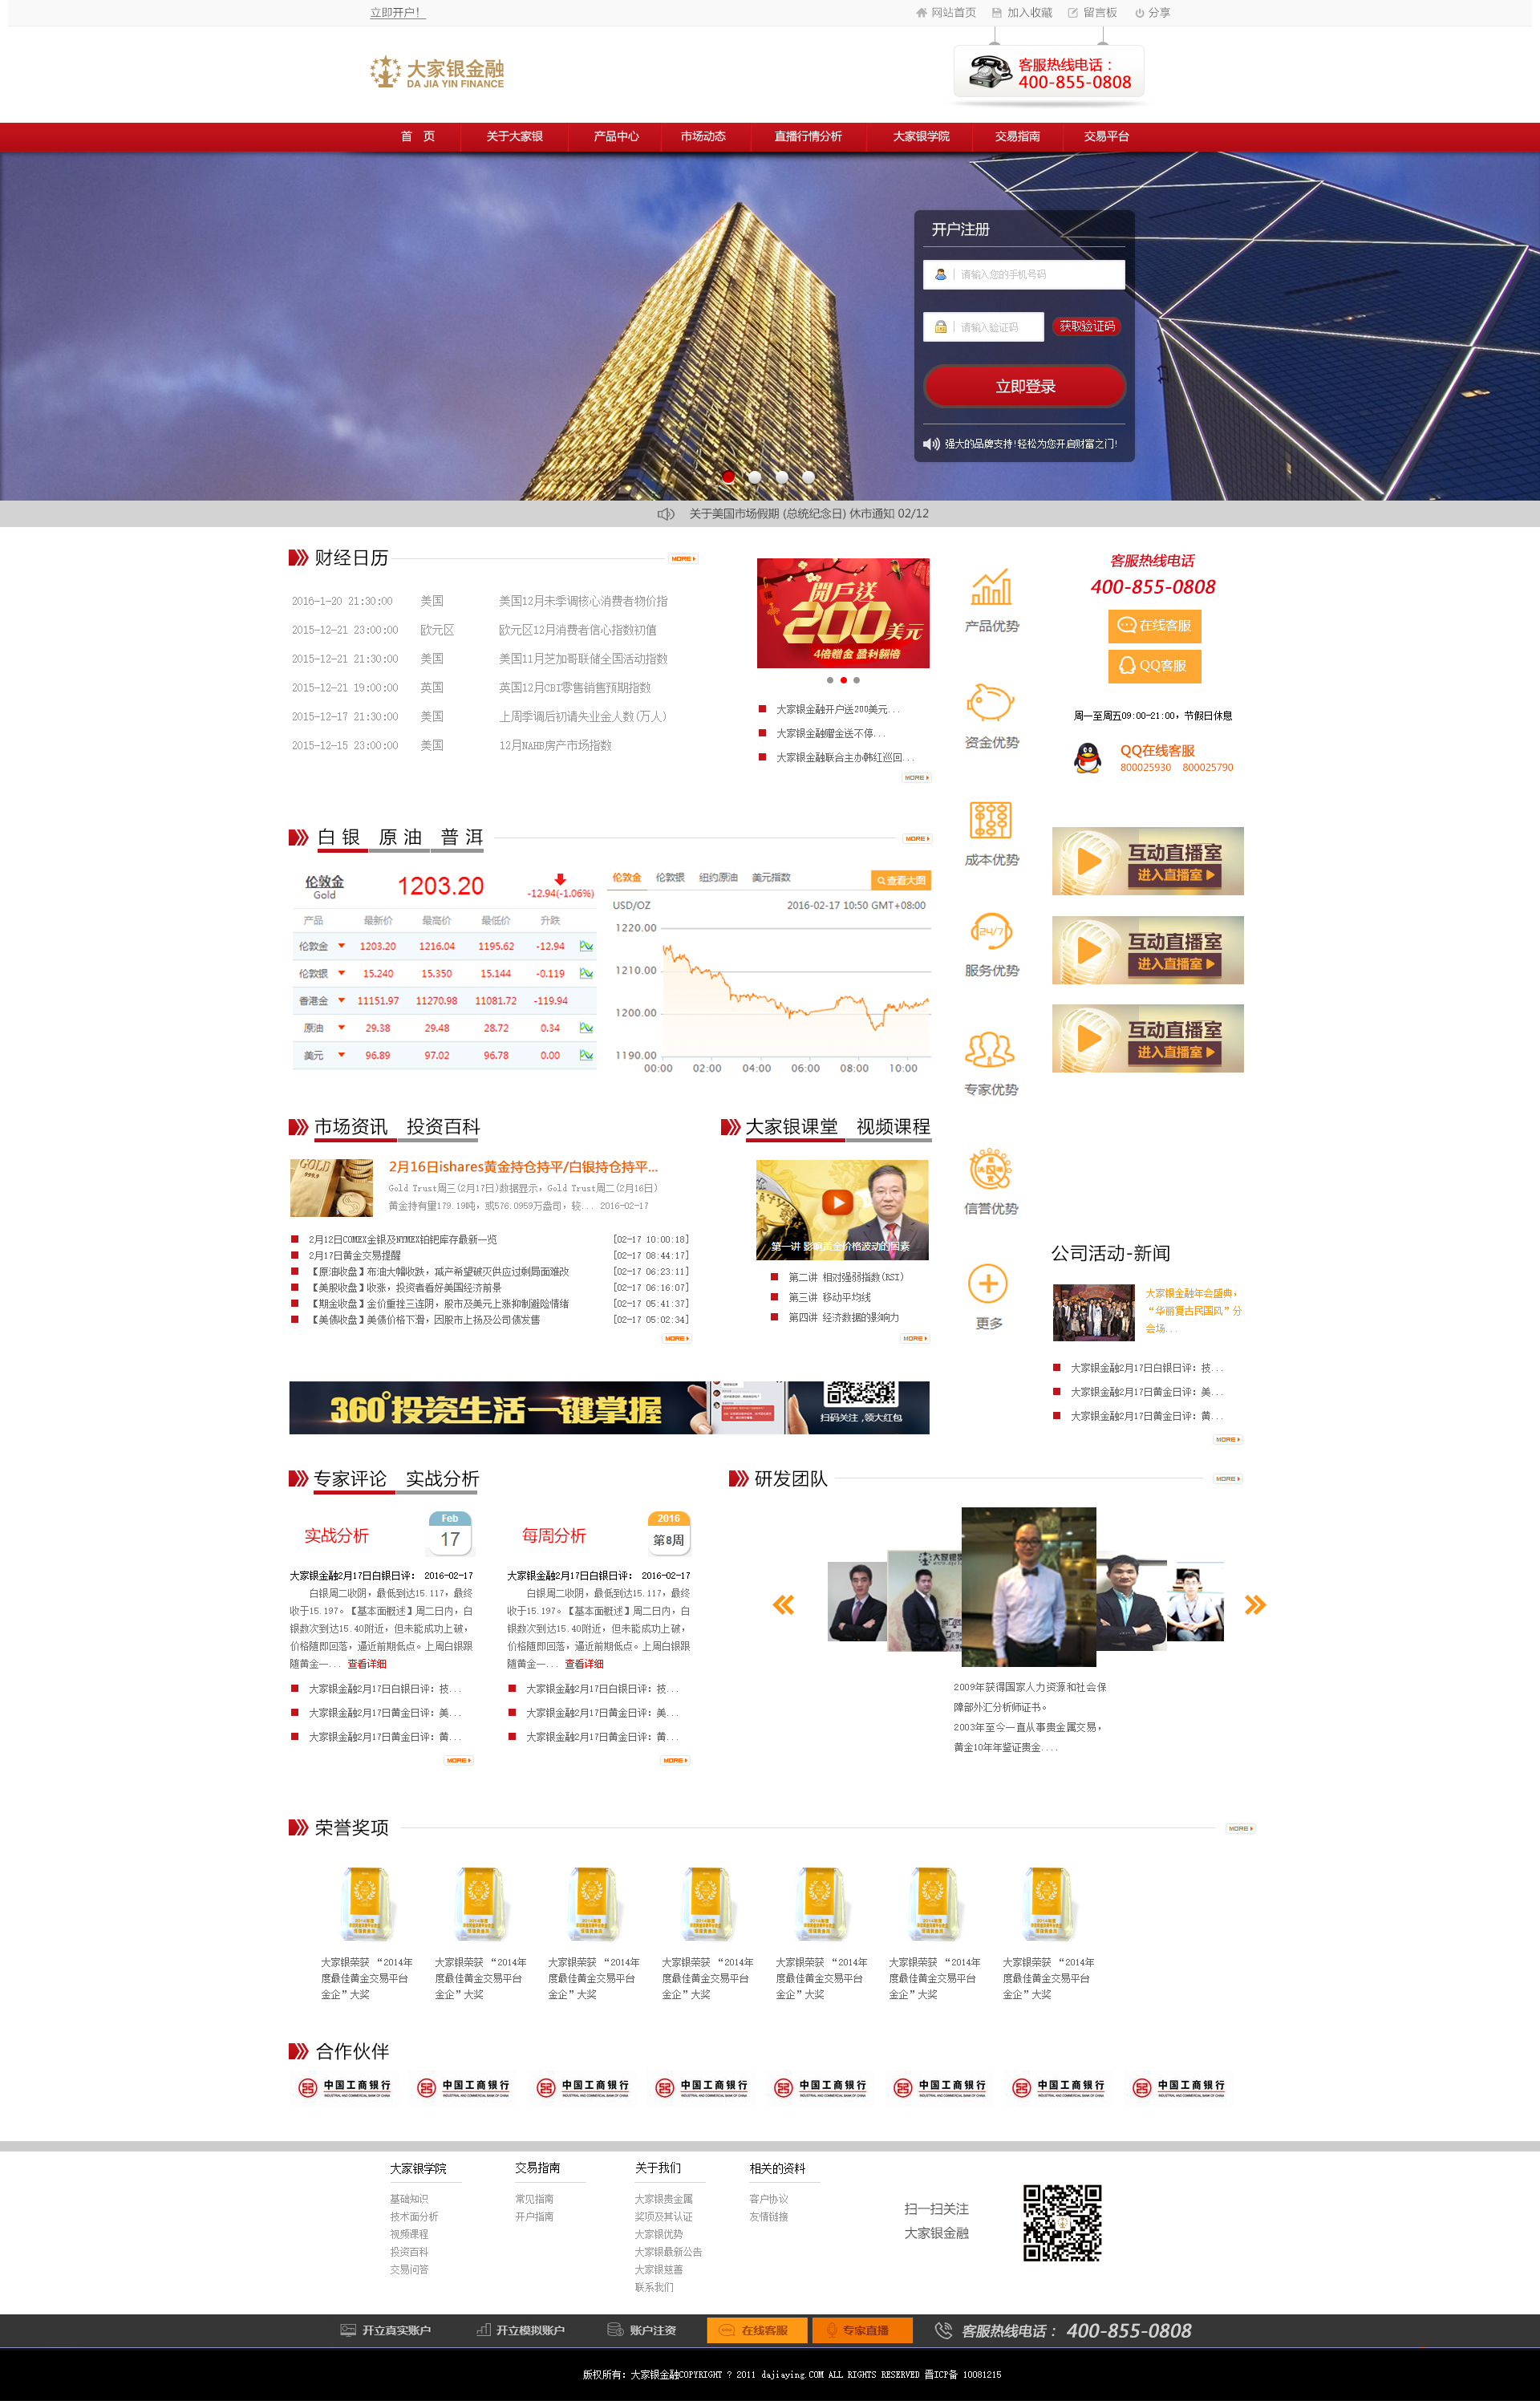 立即开户!
网站首页 加入收藏 留言板 分享
大家银金融
DA JIA YIN FINANCE
客服热线电话：
400-855-0808
首 页 关于大家银 产品中心 市场动态 直播行情分析 大家银学院 交易指南 交易平台
开户注册
请输入您的手机号码
请输入验证码 获取验证码
立即登录
强大的品牌支持!轻松为您开启财富之门!
关于美国市场假期 (总统纪念日) 休市通知 02/12
财经日历 MORE
2016-1-20 21:30:00 美国 美国12月未季调核心消费者物价指
2015-12-21 23:00:00 欧元区 欧元区12月消费者信心指数初值
2015-12-21 21:30:00 美国 美国11月芝加哥联储全国活动指数
2015-12-21 19:00:00 英国 英国12月CBI零售销售预期指数
2015-12-17 21:30:00 美国 上周季调后初请失业金人数(万人)
2015-12-15 23:00:00 美国 12月NAHB房产市场指数
開戶送
200美元
4倍赠金 盈利翻倍
大家银金融开户送200美元...
大家银金融赠金送不停...
大家银金融联合主办韩红巡回...
MORE
产品优势
资金优势
成本优势
24/7
服务优势
专家优势
信誉优势
更多
客服热线电话
400-855-0808
在线客服
QQ客服
周一至周五09:00-21:00，节假日休息
QQ在线客服
800025930 800025790
互动直播室
进入直播室
互动直播室
进入直播室
互动直播室
进入直播室
白 银 原 油 普 洱 MORE
伦敦金
Gold
1203.20
-12.94(-1.06%)
产品 最新价 最高价 最低价 升跌
伦敦金 1203.20 1216.04 1195.62 -12.94
伦敦银 15.240 15.350 15.144 -0.119
香港金 11151.97 11270.98 11081.72 -119.94
原油 29.38 29.48 28.72 0.34
美元 96.89 97.02 96.78 0.00
伦敦金 伦敦银 纽约原油 美元指数 查看大图
USD/OZ 2016-02-17 10:50 GMT+08:00
1220.00
1210.00
1200.00
1190.00
00:00 02:00 04:00 06:00 08:00 10:00
市场资讯 投资百科
GOLD
999.9
2月16日ishares黄金持仓持平/白银持仓持平...
Gold Trust周三(2月17日)数据显示，Gold Trust周二(2月16日)
黄金持有量179.19吨，或576.0959万盎司，较... 2016-02-17
2月12日COMEX金银及NYMEX铂钯库存最新一览 [02-17 10:00:18]
2月17日黄金交易提醒 [02-17 08:44:17]
【原油收盘】布油大幅收跌，减产希望破灭供应过剩局面难改 [02-17 06:23:11]
【美股收盘】收涨，投资者看好美国经济前景 [02-17 06:16:07]
【期金收盘】金价重挫三连阴，股市及美元上涨抑制避险情绪 [02-17 05:41:37]
【美债收盘】美债价格下滑，因股市上扬及公司债发售 [02-17 05:02:34]
MORE
大家银课堂 视频课程
第一讲 影响黄金价格波动的因素
第二讲 相对强弱指数(RSI)
第三讲 移动平均线
第四讲 经济数据的影响力
MORE
公司活动-新闻
大家银金融年会盛典，
“华丽复古民国风”分
会场...
大家银金融2月17日白银日评：技...
大家银金融2月17日黄金日评：美...
大家银金融2月17日黄金日评：黄...
MORE
360°投资生活一键掌握
扫码关注 ,领大红包
专家评论 实战分析
实战分析
Feb
17
大家银金融2月17日白银日评： 2016-02-17
白银周二收阴，最低到达15.117，最终
收于15.197。【基本面概述】周二日内，白
银数次到达15.40附近，但未能成功上破，
价格随即回落，逼近前期低点。上周白银跟
随黄金一... 查看详细
大家银金融2月17日白银日评：技...
大家银金融2月17日黄金日评：美...
大家银金融2月17日黄金日评：黄...
MORE
每周分析
2016
第8周
大家银金融2月17日白银日评： 2016-02-17
白银周二收阴，最低到达15.117，最终
收于15.197。【基本面概述】周二日内，白
银数次到达15.40附近，但未能成功上破，
价格随即回落，逼近前期低点。上周白银跟
随黄金一... 查看详细
大家银金融2月17日白银日评：技...
大家银金融2月17日黄金日评：美...
大家银金融2月17日黄金日评：黄...
MORE
研发团队 MORE
2009年获得国家人力资源和社会保
障部外汇分析师证书。
2003年至今一直从事贵金属交易，
黄金10年年鉴证贵金....
荣誉奖项 MORE
大家银荣获 “2014年 大家银荣获 “2014年 大家银荣获 “2014年 大家银荣获 “2014年 大家银荣获 “2014年 大家银荣获 “2014年 大家银荣获 “2014年
度最佳黄金交易平台 度最佳黄金交易平台 度最佳黄金交易平台 度最佳黄金交易平台 度最佳黄金交易平台 度最佳黄金交易平台 度最佳黄金交易平台
金企”大奖 金企”大奖 金企”大奖 金企”大奖 金企”大奖 金企”大奖 金企”大奖
合作伙伴
中国工商银行 中国工商银行 中国工商银行 中国工商银行 中国工商银行 中国工商银行 中国工商银行 中国工商银行
INDUSTRIAL AND COMMERCIAL BANK OF CHINA INDUSTRIAL AND COMMERCIAL BANK OF CHINA INDUSTRIAL AND COMMERCIAL BANK OF CHINA INDUSTRIAL AND COMMERCIAL BANK OF CHINA INDUSTRIAL AND COMMERCIAL BANK OF CHINA INDUSTRIAL AND COMMERCIAL BANK OF CHINA INDUSTRIAL AND COMMERCIAL BANK OF CHINA INDUSTRIAL AND COMMERCIAL BANK OF CHINA
大家银学院
基础知识
技术面分析
视频课程
投资百科
交易问答
交易指南
常见指南
开户指南
关于我们
大家银贵金属
奖项及其认证
大家银优势
大家银最新公告
大家银慈善
联系我们
相关的资料
客户协议
友情链接
扫一扫关注
大家银金融
开立真实账户 开立模拟账户 账户注资 在线客服 专家直播 客服热线电话： 400-855-0808
版权所有：大家银金融COPYRIGHT ? 2011 dajiaying.COM ALL RIGHTS RESERVED 晋ICP备 10081215